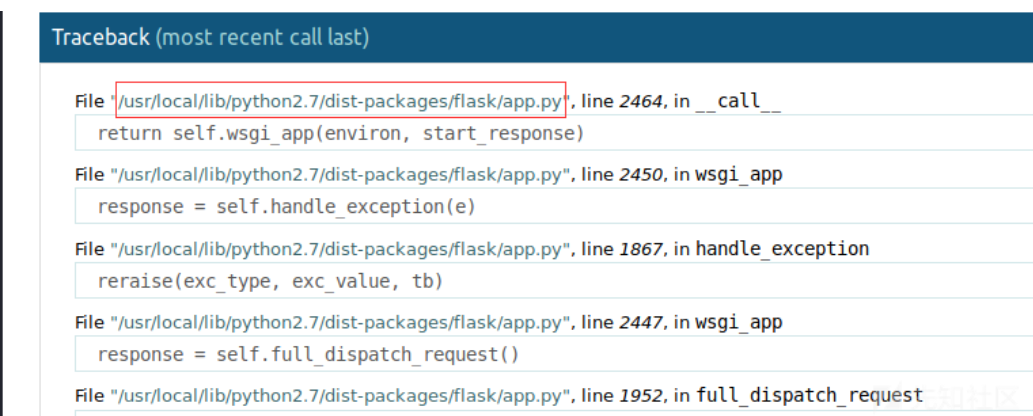 Traceback (most recent call last)
File "/usr/local/lib/python2.7/dist-packages/flask/app.py", line 2464, in __call__
return self.wsgi_app(environ, start_response)
File "/usr/local/lib/python2.7/dist-packages/flask/app.py", line 2450, in wsgi_app
response = self.handle_exception(e)
File "/usr/local/lib/python2.7/dist-packages/flask/app.py", line 1867, in handle_exception
reraise(exc_type, exc_value, tb)
File "/usr/local/lib/python2.7/dist-packages/flask/app.py", line 2447, in wsgi_app
response = self.full_dispatch_request()
File "/usr/local/lib/python2.7/dist-packages/flask/app.py", line 1952, in full_dispatch_request
先知社区